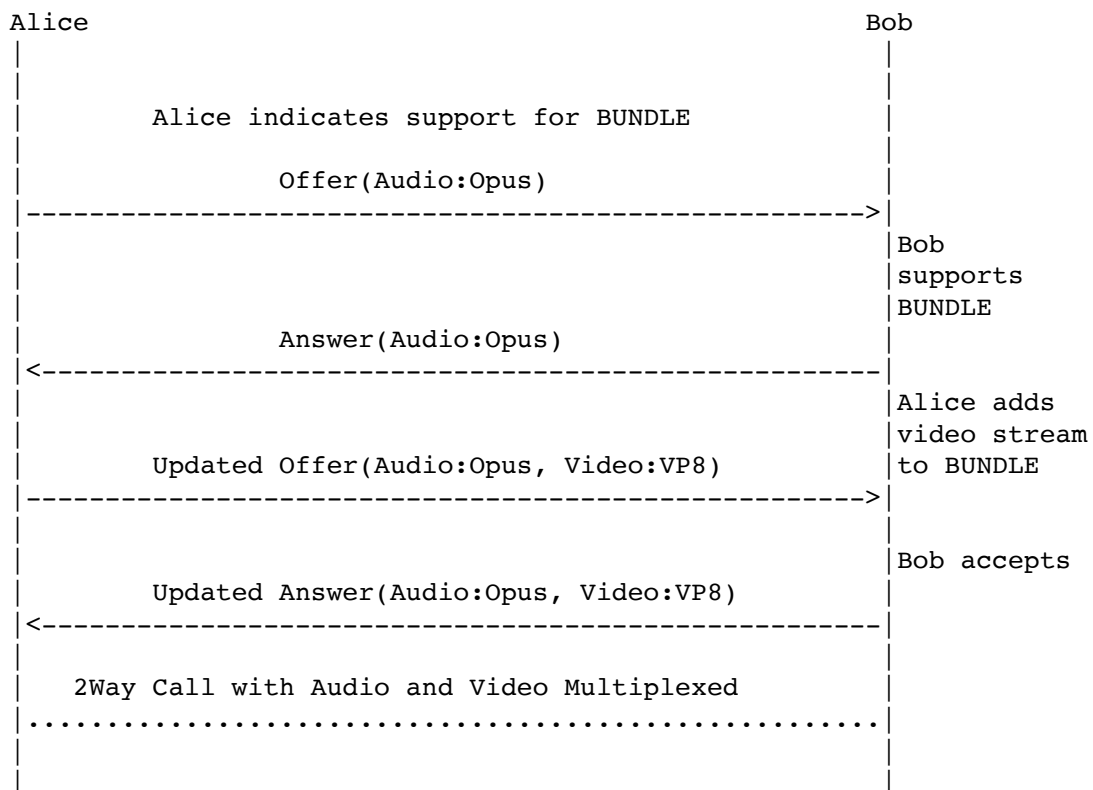 Alice Bob
Alice indicates support for BUNDLE
Offer(Audio:Opus)
Bob
supports
BUNDLE
Answer(Audio:Opus)
Alice adds
video stream
Updated Offer(Audio:Opus, Video:VP8) to BUNDLE
Bob accepts
Updated Answer(Audio:Opus, Video:VP8)
2Way Call with Audio and Video Multiplexed